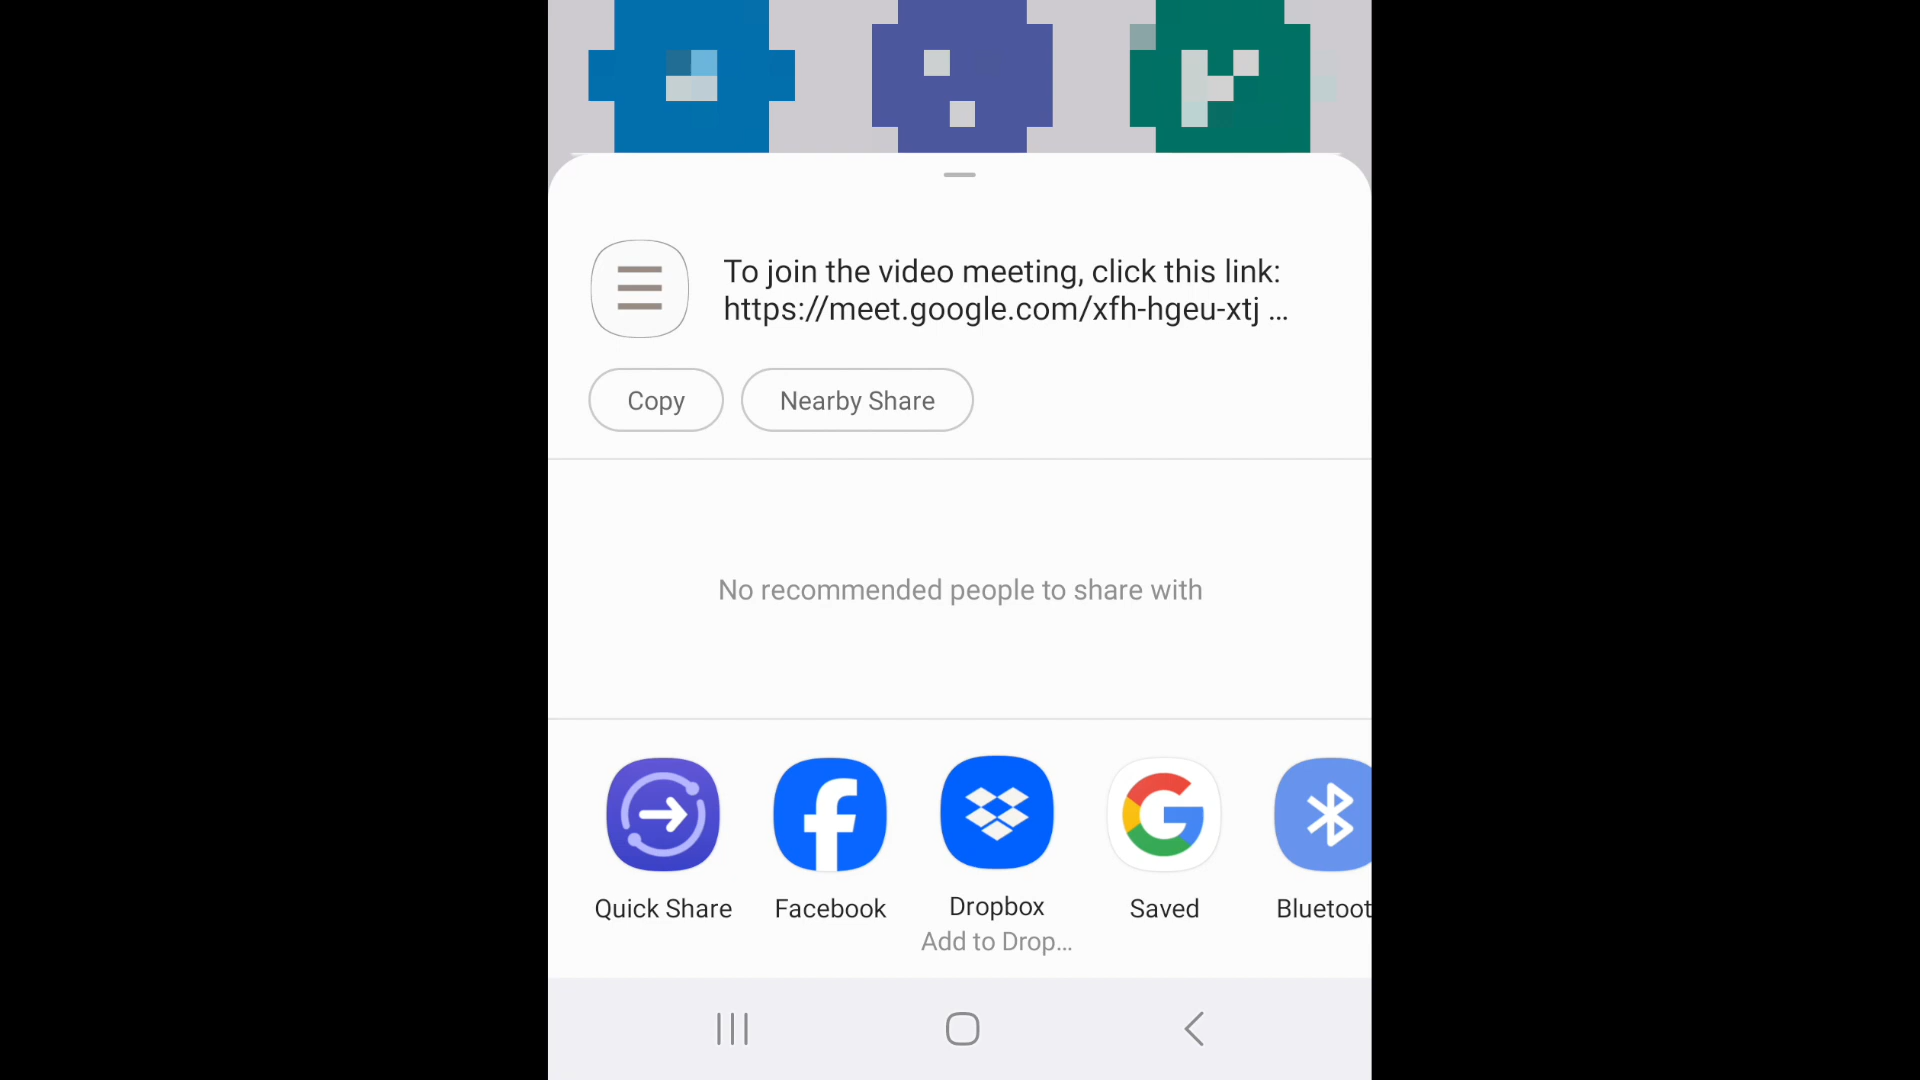 To join the video meeting, click this link:
https://meet.google.com/xfh-hgeu-xtj ...
Copy
Nearby Share
No recommended people to share with
Quick Share
Facebook
Dropbox
Add to Drop...
Saved
Bluetoot